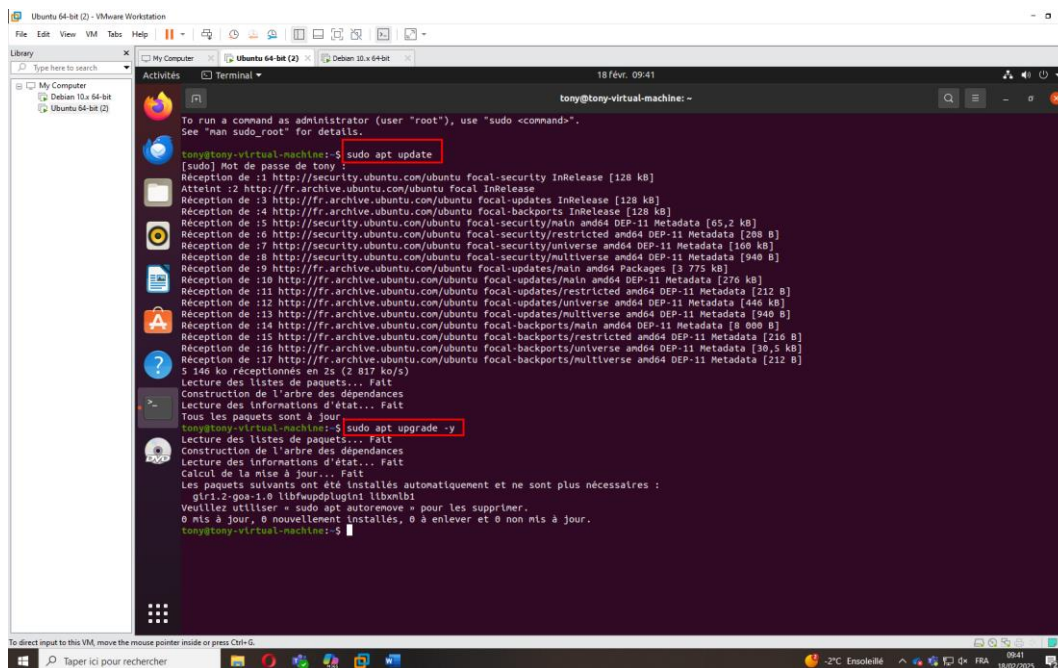 Ubuntu 64-bit (2) - VMware Workstation
File Edit View VM Tabs Help
Library
Type here to search
My Computer
Debian 10.x 64-bit
Ubuntu 64-bit (2)
My Computer Ubuntu 64-bit (2) Debian 10.x 64-bit
Activités Terminal 18 févr. 09:41
tony@tony-virtual-machine: ~
To run a command as administrator (user "root"), use "sudo <command>".
See "man sudo_root" for details.
tony@tony-virtual-machine:~$ sudo apt update
[sudo] Mot de passe de tony :
Réception de :1 http://security.ubuntu.com/ubuntu focal-security InRelease [128 kB]
Atteint :2 http://fr.archive.ubuntu.com/ubuntu focal InRelease
Réception de :3 http://fr.archive.ubuntu.com/ubuntu focal-updates InRelease [128 kB]
Réception de :4 http://fr.archive.ubuntu.com/ubuntu focal-backports InRelease [128 kB]
Réception de :5 http://security.ubuntu.com/ubuntu focal-security/main amd64 DEP-11 Metadata [65,2 kB]
Réception de :6 http://security.ubuntu.com/ubuntu focal-security/restricted amd64 DEP-11 Metadata [208 B]
Réception de :7 http://security.ubuntu.com/ubuntu focal-security/universe amd64 DEP-11 Metadata [160 kB]
Réception de :8 http://security.ubuntu.com/ubuntu focal-security/multiverse amd64 DEP-11 Metadata [940 B]
Réception de :9 http://fr.archive.ubuntu.com/ubuntu focal-updates/main amd64 Packages [3 775 kB]
Réception de :10 http://fr.archive.ubuntu.com/ubuntu focal-updates/main amd64 DEP-11 Metadata [276 kB]
Réception de :11 http://fr.archive.ubuntu.com/ubuntu focal-updates/restricted amd64 DEP-11 Metadata [212 B]
Réception de :12 http://fr.archive.ubuntu.com/ubuntu focal-updates/universe amd64 DEP-11 Metadata [446 kB]
Réception de :13 http://fr.archive.ubuntu.com/ubuntu focal-updates/multiverse amd64 DEP-11 Metadata [940 B]
Réception de :14 http://fr.archive.ubuntu.com/ubuntu focal-backports/main amd64 DEP-11 Metadata [8 000 B]
Réception de :15 http://fr.archive.ubuntu.com/ubuntu focal-backports/restricted amd64 DEP-11 Metadata [216 B]
Réception de :16 http://fr.archive.ubuntu.com/ubuntu focal-backports/universe amd64 DEP-11 Metadata [30,5 kB]
Réception de :17 http://fr.archive.ubuntu.com/ubuntu focal-backports/multiverse amd64 DEP-11 Metadata [212 B]
5 146 ko réceptionnés en 2s (2 817 ko/s)
Lecture des listes de paquets... Fait
Construction de l'arbre des dépendances
Lecture des informations d'état... Fait
Tous les paquets sont à jour.
tony@tony-virtual-machine:~$ sudo apt upgrade -y
Lecture des listes de paquets... Fait
Construction de l'arbre des dépendances
Lecture des informations d'état... Fait
Calcul de la mise à jour... Fait
Les paquets suivants ont été installés automatiquement et ne sont plus nécessaires :
gir1.2-goa-1.0 libfwupdplugin1 libxmlb1
Veuillez utiliser « sudo apt autoremove » pour les supprimer.
0 mis à jour, 0 nouvellement installés, 0 à enlever et 0 non mis à jour.
tony@tony-virtual-machine:~$
To direct input to this VM, move the mouse pointer inside or press Ctrl+G.
Taper ici pour rechercher
-2°C Ensoleillé FRA 09:41
18/02/2025